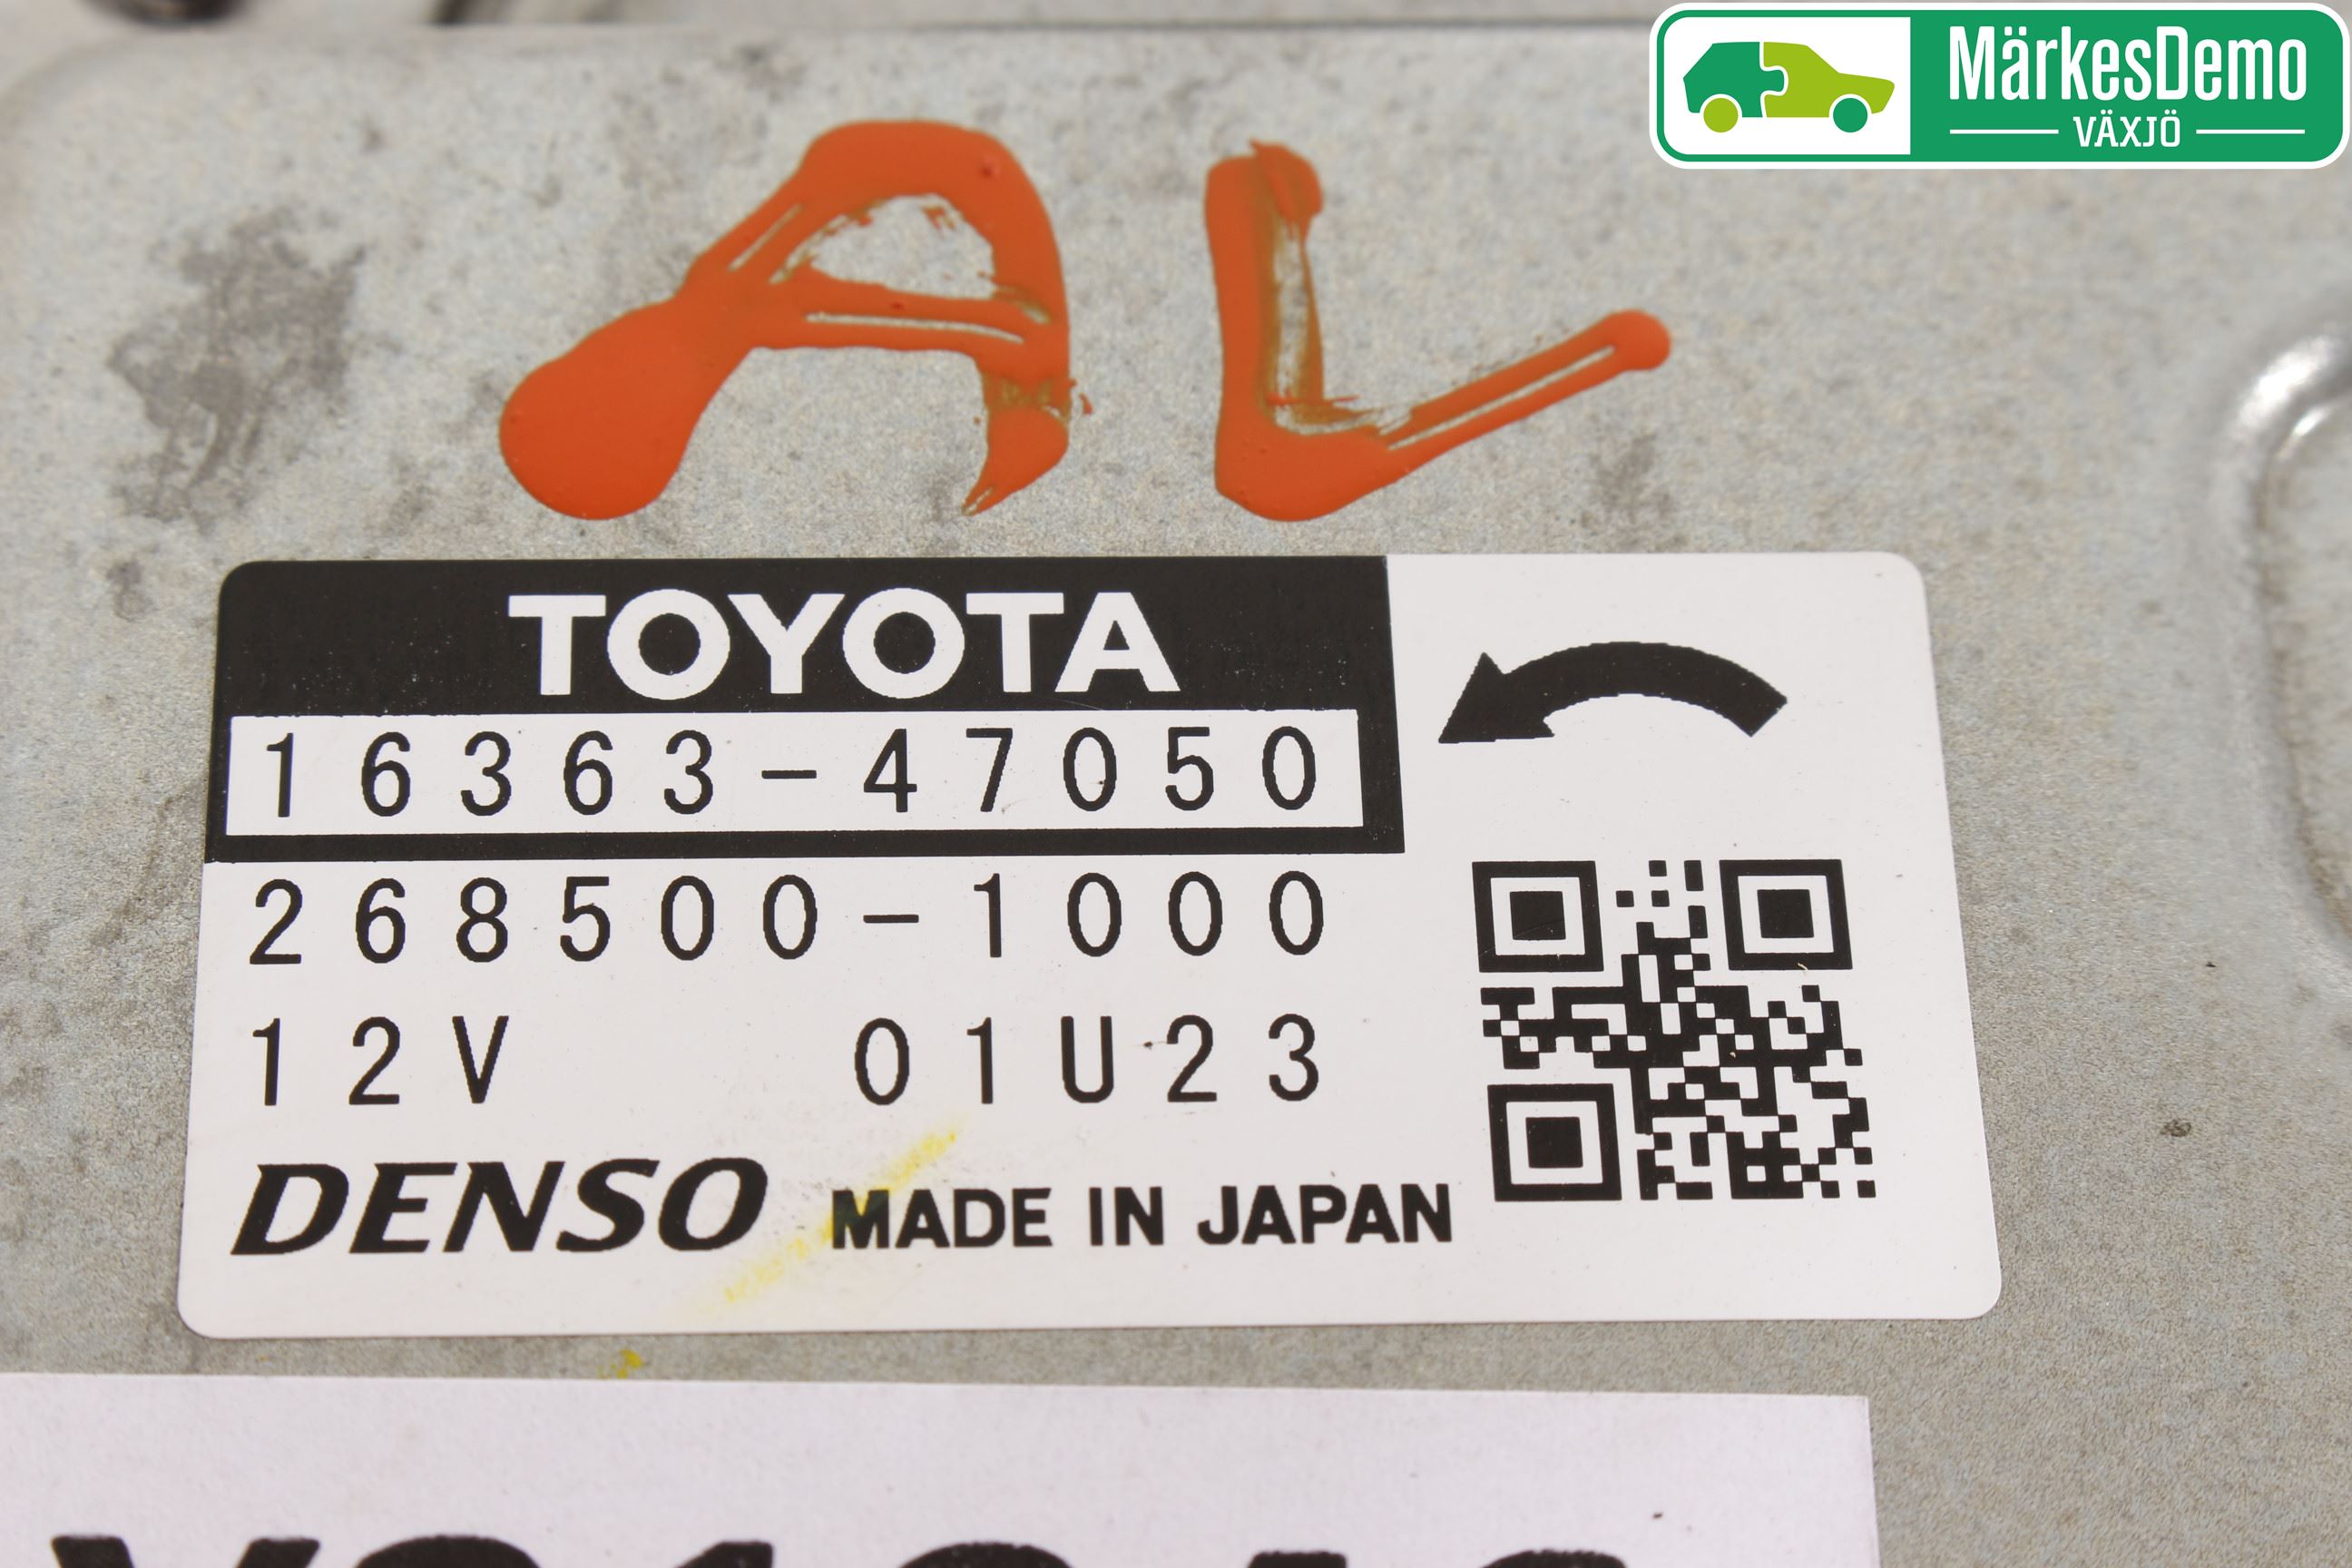 MärkesDemo
VÄXJÖ
AL
TOYOTA
16363-47050
268500-1000
12V 01U23
DENSO MADE IN JAPAN